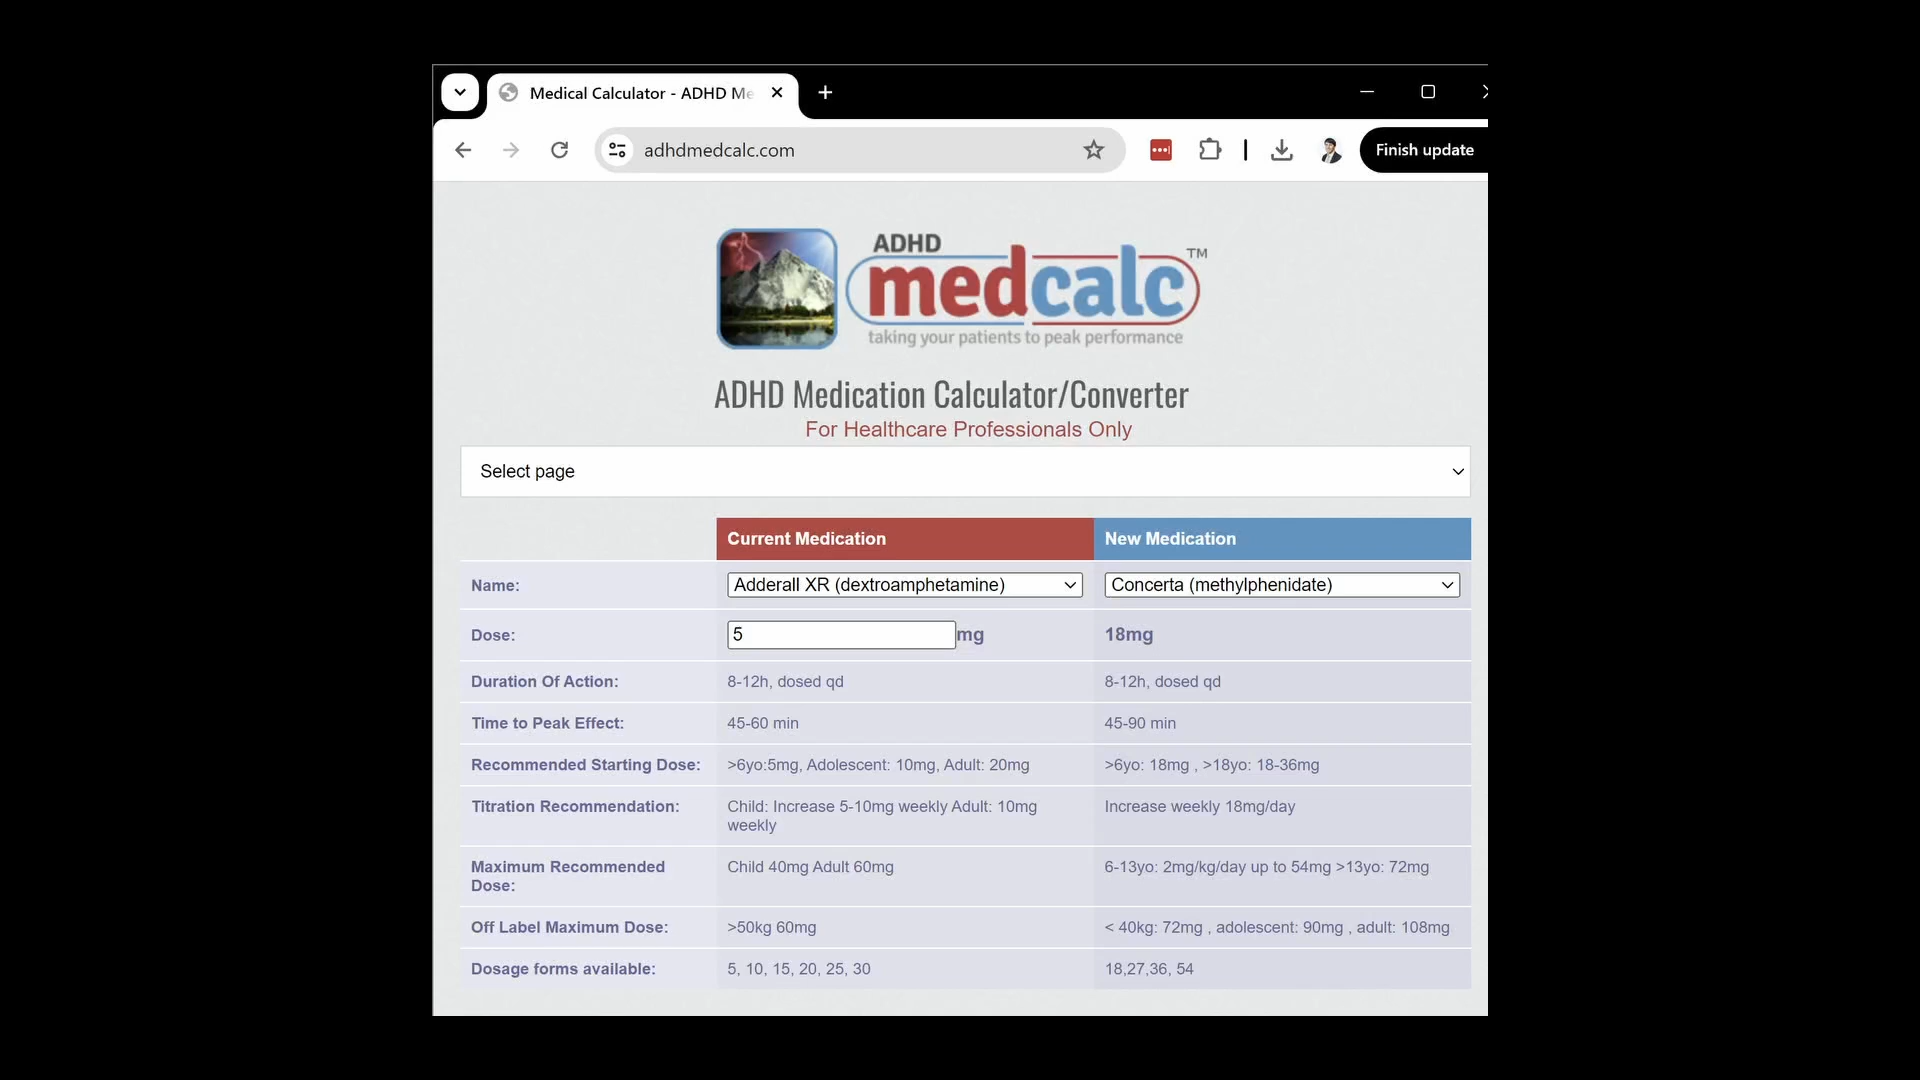 Medical Calculator - ADHD Me
adhdmedcalc.com
Finish update
ADHD
medcalc™
taking your patients to peak performance
ADHD Medication Calculator/Converter
For Healthcare Professionals Only
Select page
Current Medication New Medication
Name: Adderall XR (dextroamphetamine) Concerta (methylphenidate)
Dose: 5 mg 18mg
Duration Of Action: 8-12h, dosed qd 8-12h, dosed qd
Time to Peak Effect: 45-60 min 45-90 min
Recommended Starting Dose: >6yo:5mg, Adolescent: 10mg, Adult: 20mg >6yo: 18mg , >18yo: 18-36mg
Titration Recommendation: Child: Increase 5-10mg weekly Adult: 10mg Increase weekly 18mg/day
weekly
Maximum Recommended Child 40mg Adult 60mg 6-13yo: 2mg/kg/day up to 54mg >13yo: 72mg
Dose:
Off Label Maximum Dose: >50kg 60mg < 40kg: 72mg , adolescent: 90mg , adult: 108mg
Dosage forms available: 5, 10, 15, 20, 25, 30 18,27,36, 54